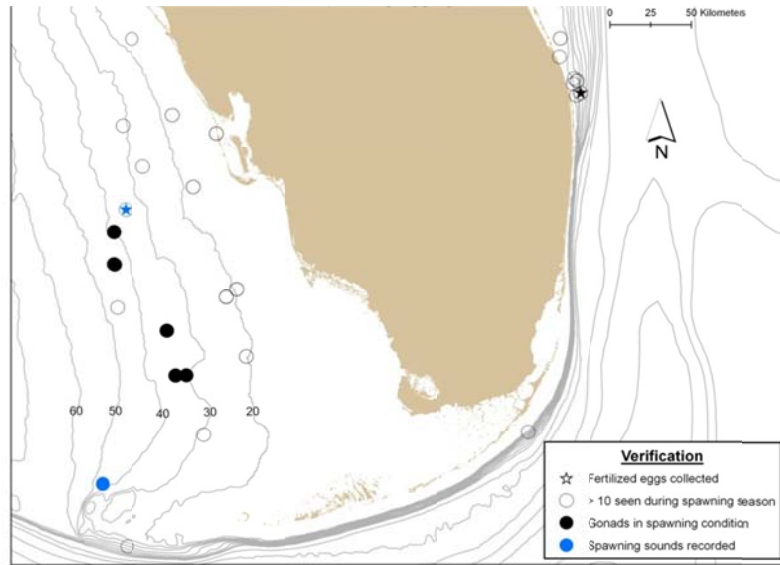 0 25 50 Kilometers
N
60 50 40 30 20
Verification
Fertilized eggs collected
> 10 seen during spawning season
Gonads in spawning condition
Spawning sounds recorded